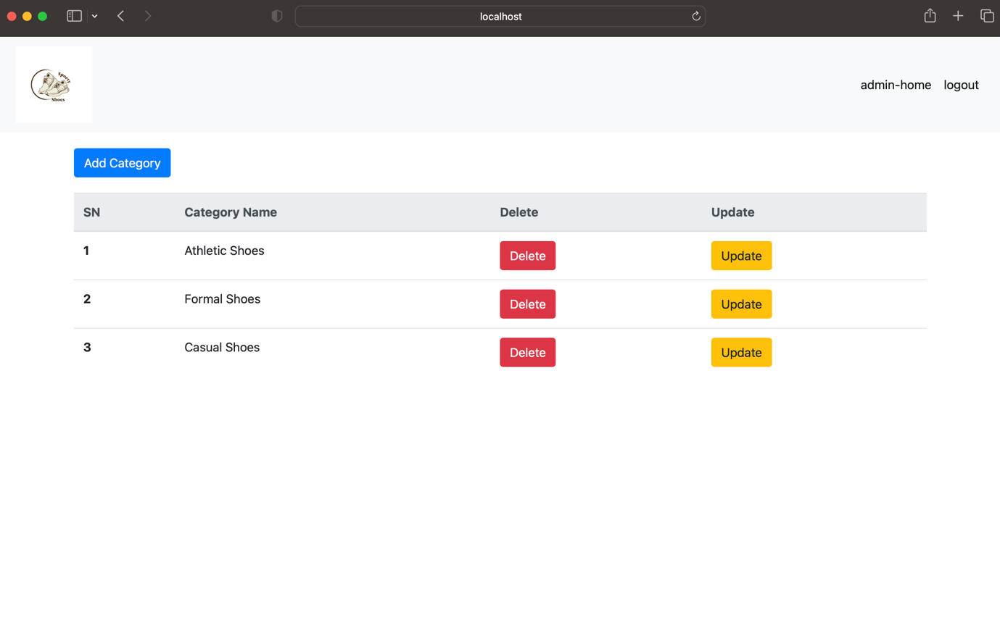 localhost
Sporty
Shoes
admin-home logout
Add Category
SN Category Name Delete Update
1 Athletic Shoes Delete Update
2 Formal Shoes Delete Update
3 Casual Shoes Delete Update